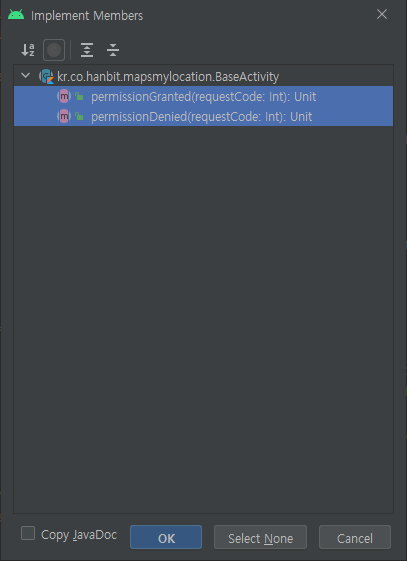 Implement Members
kr.co.hanbit.mapsmylocation.BaseActivity
permissionGranted(requestCode: Int): Unit
permissionDenied(requestCode: Int): Unit
Copy JavaDoc
OK
Select None
Cancel